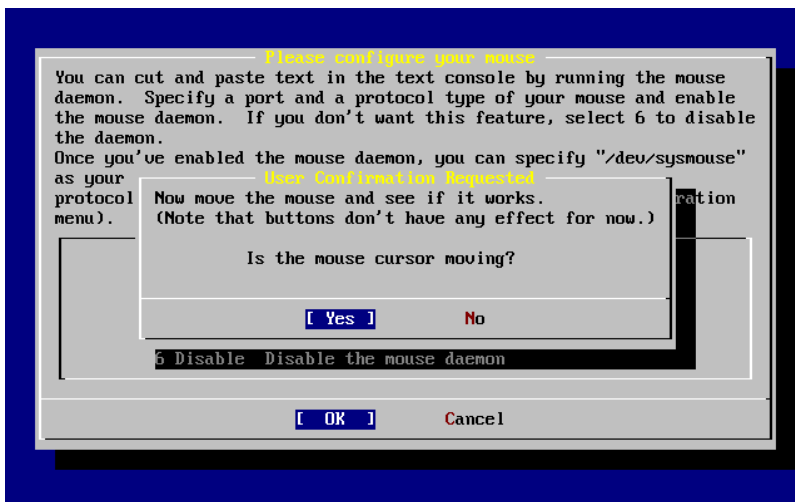 Please configure your mouse
You can cut and paste text in the text console by running the mouse
daemon.  Specify a port and a protocol type of your mouse and enable
the mouse daemon.  If you don't want this feature, select 6 to disable
the daemon.
Once you've enabled the mouse daemon, you can specify "/dev/sysmouse"
as your
User Confirmation Requested
protocol
ration
menu).
Now move the mouse and see if it works.
(Note that buttons don't have any effect for now.)
Is the mouse cursor moving?
[ Yes ]       No
6 Disable  Disable the mouse daemon
[  OK  ]     Cancel